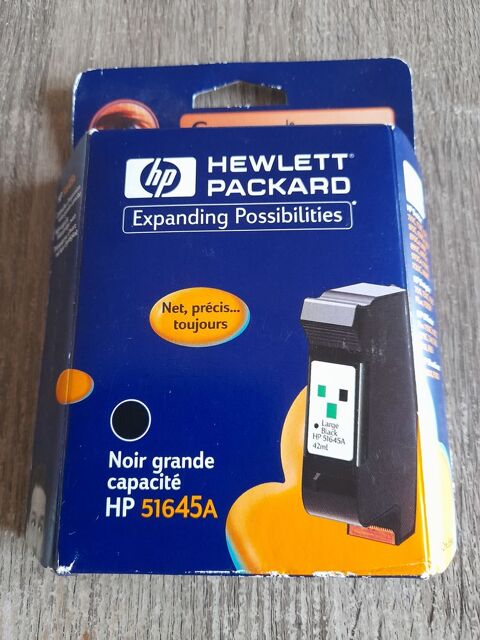 hp HEWLETT®
PACKARD
Expanding Possibilities
Net, précis...
toujours
Large
Black
HP 51645A
42ml
Noir grande
capacité
HP 51645A